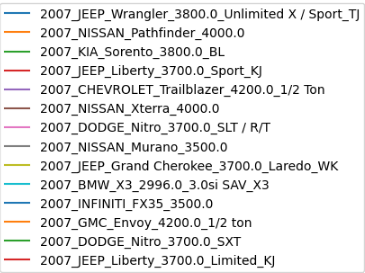 2007_JEEP_Wrangler_3800.0_Unlimited X / Sport_TJ
2007_NISSAN_Pathfinder_4000.0
2007_KIA_Sorento_3800.0_BL
2007_JEEP_Liberty_3700.0_Sport_KJ
2007_CHEVROLET_Trailblazer_4200.0_1/2 Ton
2007_NISSAN_Xterra_4000.0
2007_DODGE_Nitro_3700.0_SLT / R/T
2007_NISSAN_Murano_3500.0
2007_JEEP_Grand Cherokee_3700.0_Laredo_WK
2007_BMW_X3_2996.0_3.0si SAV_X3
2007_INFINITI_FX35_3500.0
2007_GMC_Envoy_4200.0_1/2 ton
2007_DODGE_Nitro_3700.0_SXT
2007_JEEP_Liberty_3700.0_Limited_KJ